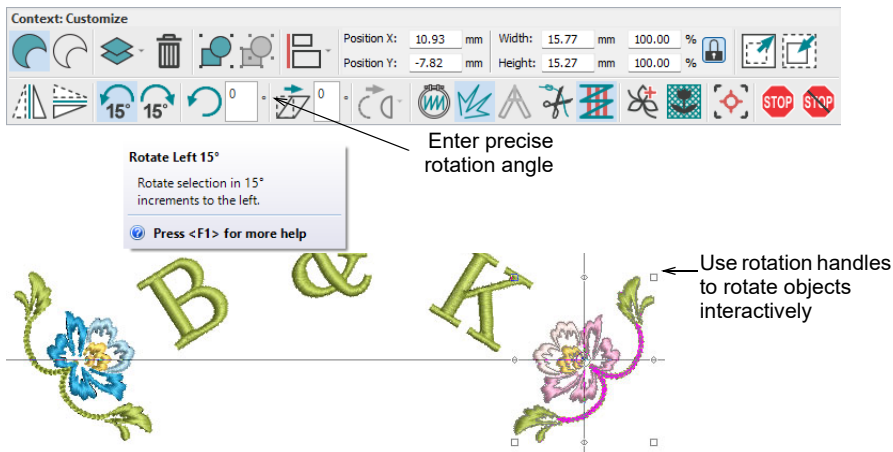 Context: Customize
Position X: 10.93 mm Width: 15.77 mm 100.00 %
Position Y: -7.82 mm Height: 15.27 mm 100.00 %
15° 15° 0 ° 0 ° STOP STOP
Enter precise
rotation angle
Rotate Left 15°
Rotate selection in 15°
increments to the left.
? Press <F1> for more help
B & K
Use rotation handles
to rotate objects
interactively